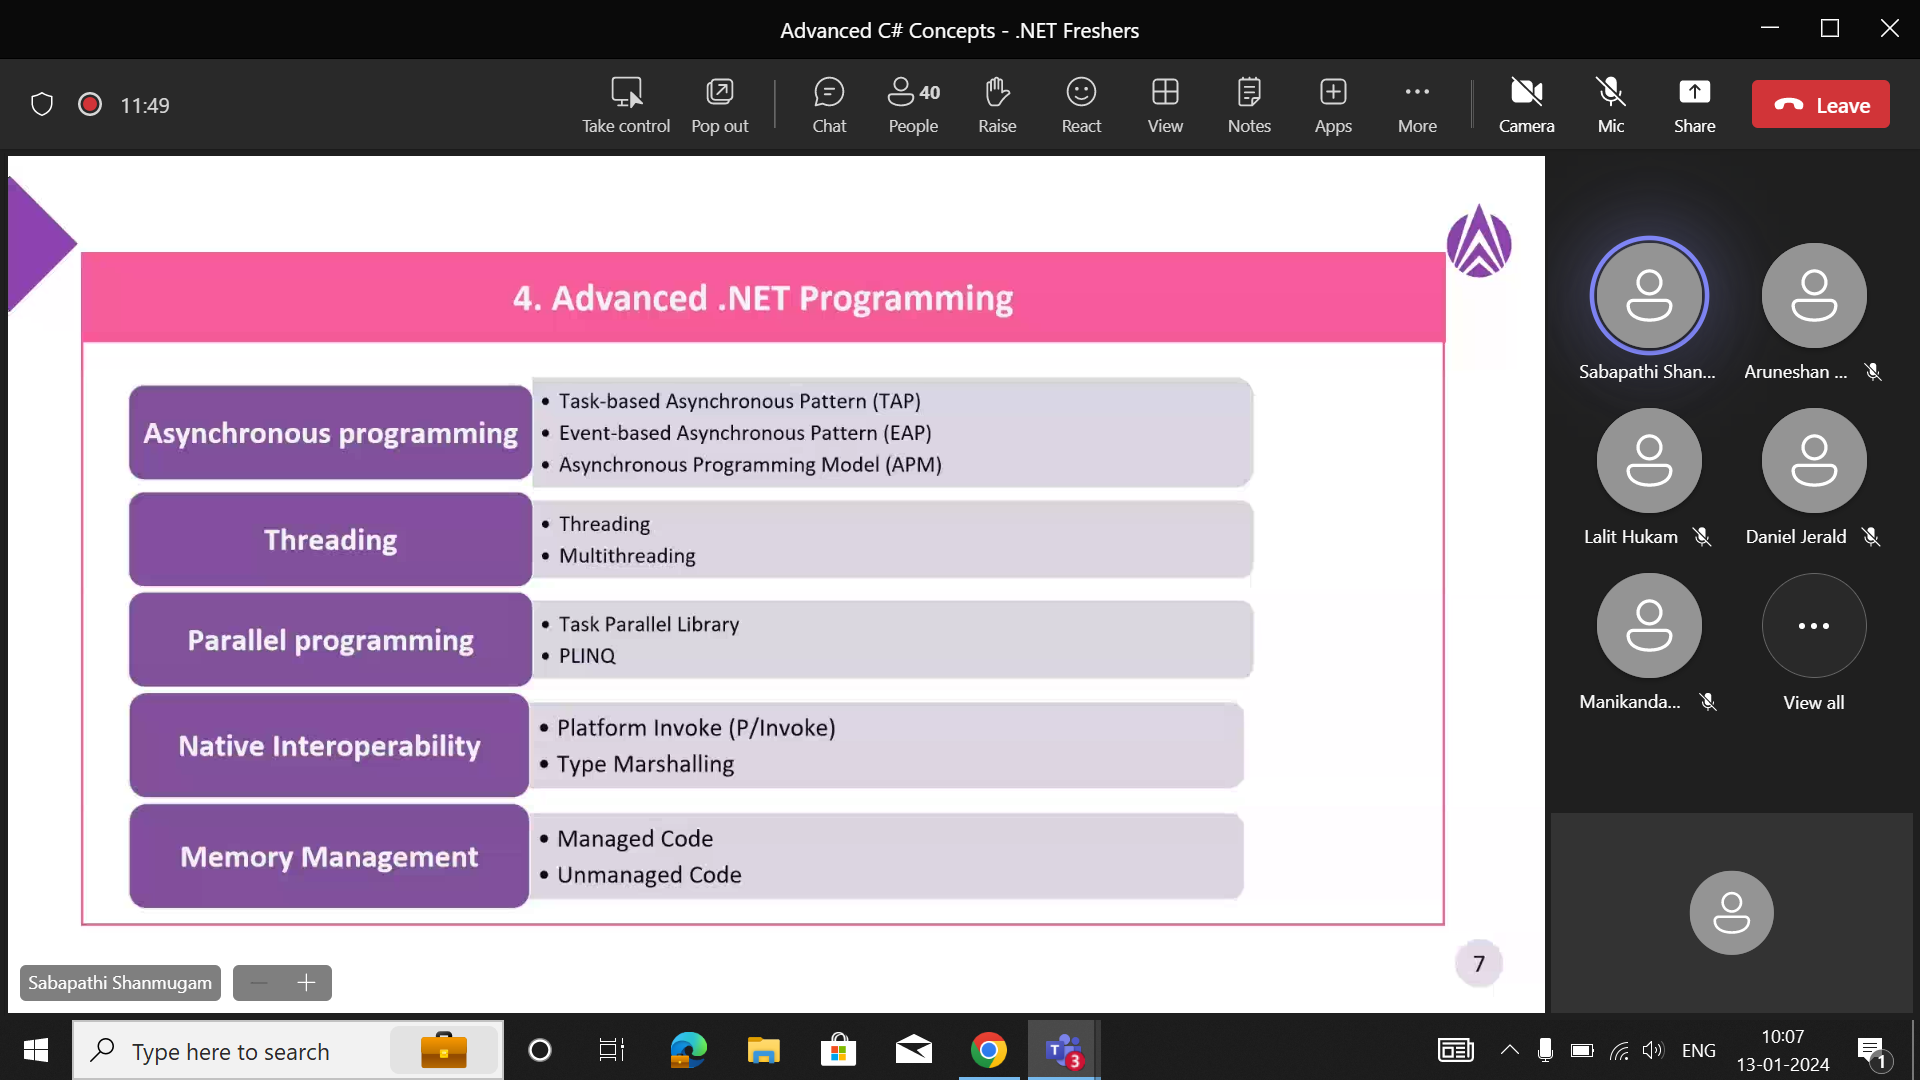 Advanced C# Concepts - .NET Freshers
11:49
Take control
Pop out
Chat
40
People
Raise
React
View
Notes
Apps
More
Camera
Mic
Share
Leave
4. Advanced .NET Programming
Asynchronous programming
• Task-based Asynchronous Pattern (TAP)
• Event-based Asynchronous Pattern (EAP)
• Asynchronous Programming Model (APM)
Threading
• Threading
• Multithreading
Parallel programming
• Task Parallel Library
• PLINQ
Native Interoperability
• Platform Invoke (P/Invoke)
• Type Marshalling
Memory Management
• Managed Code
• Unmanaged Code
7
Sabapathi Shanmugam
Sabapathi Shan...
Aruneshan ...
Lalit Hukam
Daniel Jerald
Manikanda...
View all
Type here to search
T
3
ENG
10:07
13-01-2024
1